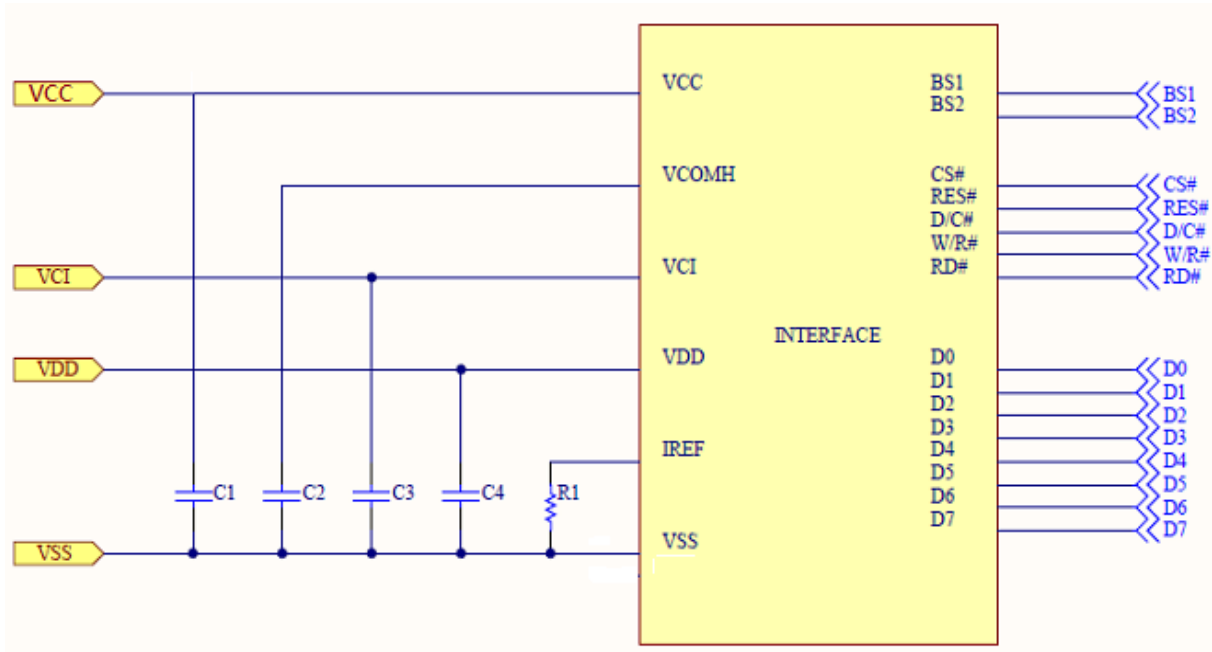 VCC
VCI
VDD
VSS
C1
C2
C3
C4
R1
VCC
VCOMH
VCI
VDD
IREF
VSS
INTERFACE
BS1
BS2
CS#
RES#
D/C#
W/R#
RD#
D0
D1
D2
D3
D4
D5
D6
D7
BS1
BS2
CS#
RES#
D/C#
W/R#
RD#
D0
D1
D2
D3
D4
D5
D6
D7